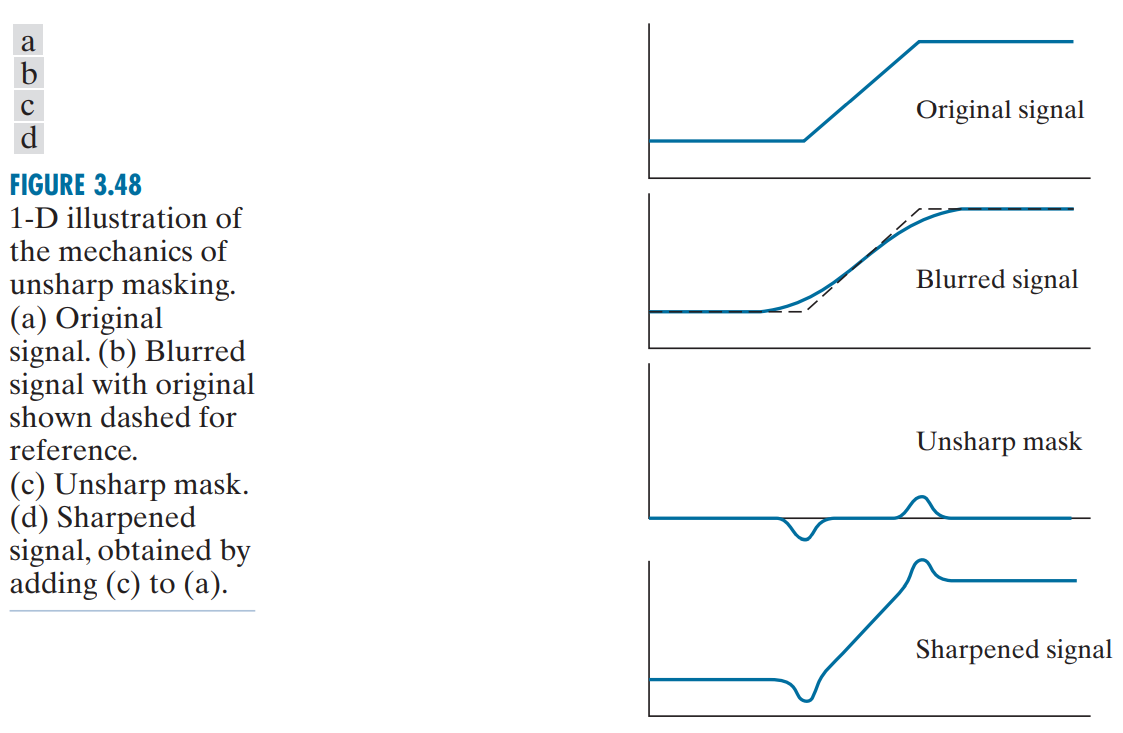 a
b
c
d
FIGURE 3.48
1-D illustration of
the mechanics of
unsharp masking.
(a) Original
signal. (b) Blurred
signal with original
shown dashed for
reference.
(c) Unsharp mask.
(d) Sharpened
signal, obtained by
adding (c) to (a).
Original signal
Blurred signal
Unsharp mask
Sharpened signal